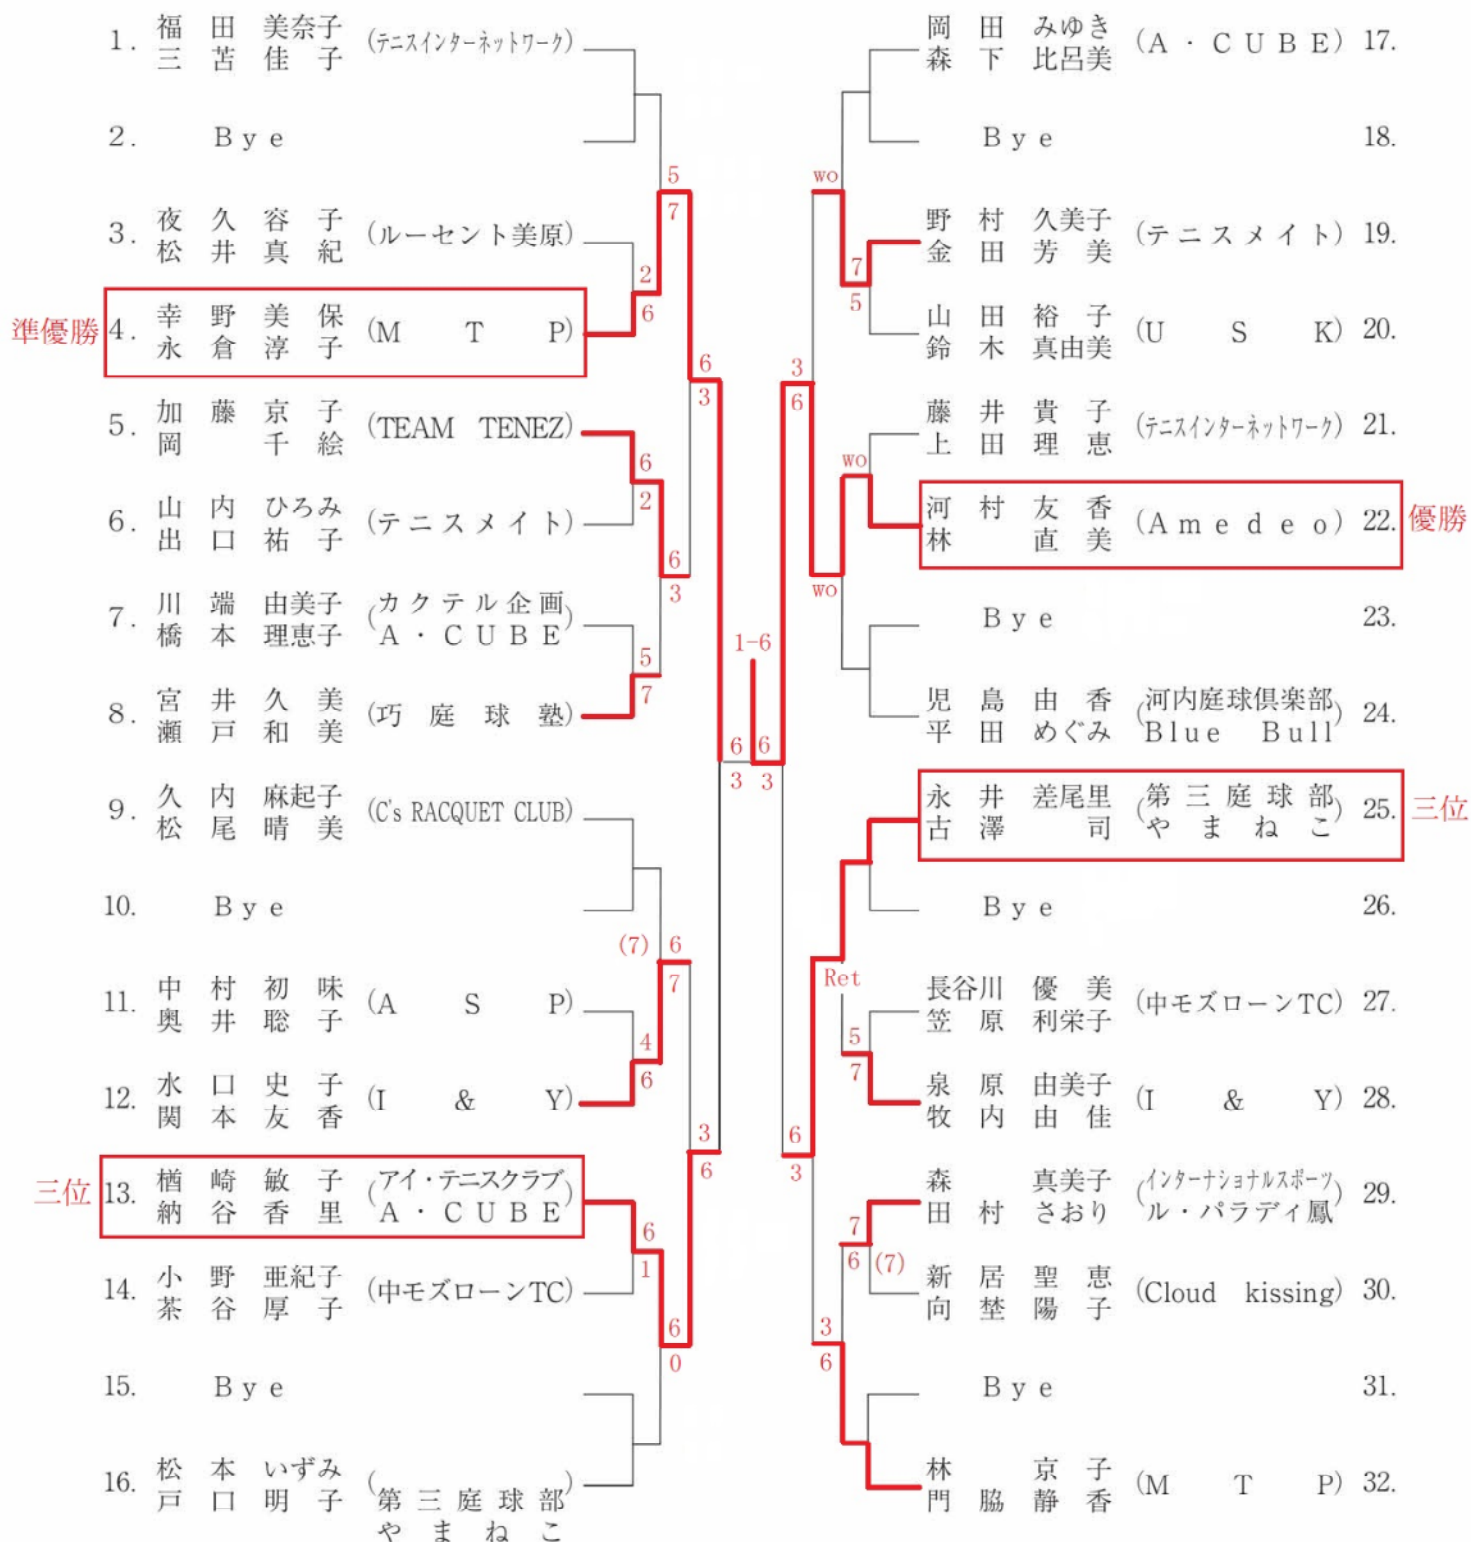 1. 福田 美奈子 (テニスインターネットワーク)
三苫 佳子
2. Bye
5
7
3. 夜久 容子 (ルーセント美原)
松井 真紀
2
6
準優勝 4. 幸野 美保 (MTP)
永倉 淳子
6
3
5. 加藤 京子 (TEAM TENEZ)
岡 千絵
6
2
6. 山内 ひろみ (テニスメイト)
出口 祐子
6
3
7. 川端 由美子 (カクテル企画
橋本 理恵子 A・CUBE)
5
7
8. 宮井 久美 (巧庭球塾)
瀬戸 和美
1-6
6 6
3 3
9. 久内 麻起子 (C's RACQUET CLUB)
松尾 晴美
10. Bye
(7) 6
7
11. 中村 初味 (ASP)
奥井 聡子
4
6
12. 水口 史子 (I & Y)
関本 友香
3
6
三位 13. 楢崎 敏子 (アイ・テニスクラブ
納谷 香里 A・CUBE)
6
1
14. 小野 亜紀子 (中モズローンTC)
茶谷 厚子
6
0
15. Bye
16. 松本 いずみ
戸口 明子 (第三庭球部
やまねこ)
岡田 みゆき (A・CUBE) 17.
森下 比呂美
Bye 18.
wo
野村 久美子 (テニスメイト) 19.
金田 芳美
7
5
山田 裕子 (USK) 20.
鈴木 真由美
3
6
藤井 貴子 (テニスインターネットワーク) 21.
上田 理恵
wo
河村 友香 (Amedeo) 22. 優勝
林 直美
wo
Bye 23.
児島 由香 (河内庭球倶楽部 24.
平田 めぐみ Blue Bull)
永井 差尾里 (第三庭球部 25. 三位
古澤 司 やまねこ)
Bye 26.
Ret
長谷川 優美 (中モズローンTC) 27.
笠原 利栄子
5
7
泉原 由美子 (I & Y) 28.
牧内 由佳
6
3
森 真美子 (インターナショナルスポーツ 29.
田村 さおり ル・パラディ鳳)
7
6 (7)
新居 聖恵 (Cloud kissing) 30.
向埜 陽子
3
6
Bye 31.
林 京子 (MTP) 32.
門脇 静香